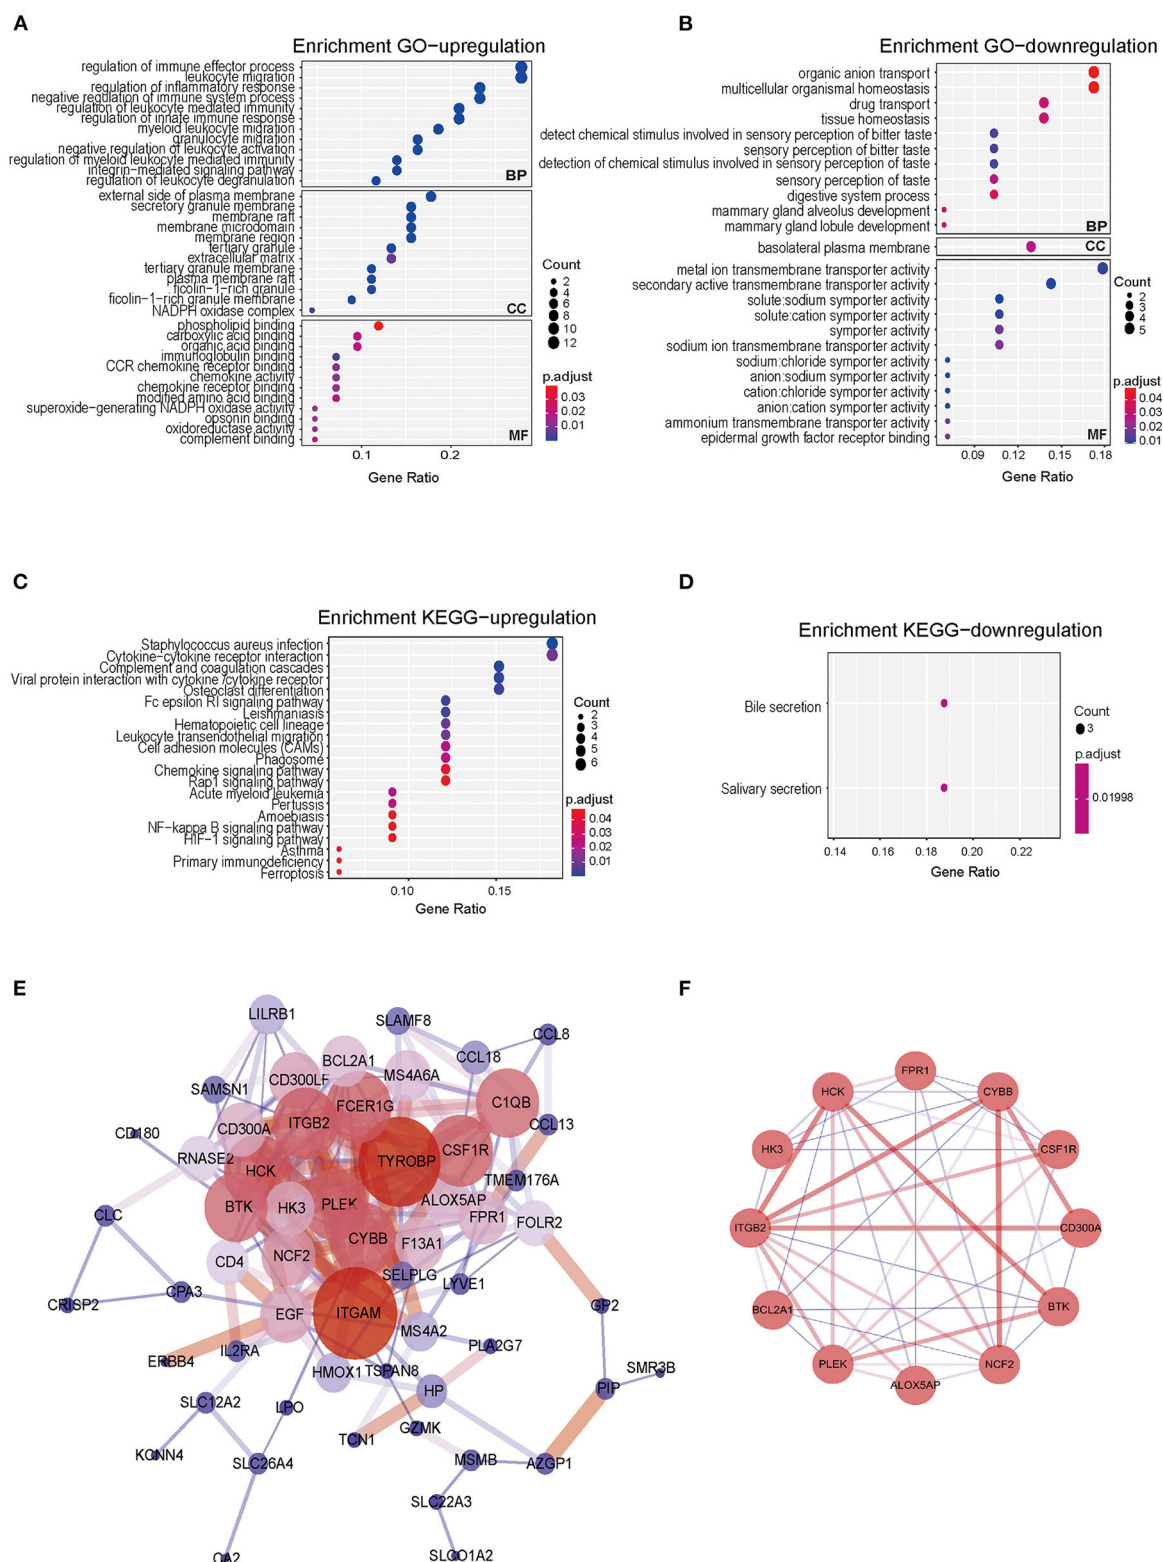 A
Enrichment GO−upregulation
regulation of immune effector process
leukocyte migration
regulation of inflammatory response
negative regulation of immune system process
regulation of leukocyte mediated immunity
regulation of innate immune response
myeloid leukocyte migration
granulocyte migration
negative regulation of leukocyte activation
regulation of myeloid leukocyte mediated immunity
integrin−mediated signaling pathway
regulation of leukocyte degranulation
BP
external side of plasma membrane
secretory granule membrane
membrane raft
membrane microdomain
membrane region
tertiary granule
extracellular matrix
tertiary granule membrane
plasma membrane raft
ficolin−1−rich granule
ficolin−1−rich granule membrane
NADPH oxidase complex
CC
phospholipid binding
carboxylic acid binding
organic acid binding
immunoglobulin binding
CCR chemokine receptor binding
chemokine activity
chemokine receptor binding
modified amino acid binding
superoxide−generating NADPH oxidase activity
opsonin binding
oxidoreductase activity
complement binding
MF
0.1
0.2
Gene Ratio
Count
2
4
6
8
10
12
p.adjust
0.03
0.02
0.01
B
Enrichment GO−downregulation
organic anion transport
multicellular organismal homeostasis
drug transport
tissue homeostasis
detect chemical stimulus involved in sensory perception of bitter taste
sensory perception of bitter taste
detection of chemical stimulus involved in sensory perception of taste
sensory perception of taste
digestive system process
mammary gland alveolus development
mammary gland lobule development
BP
basolateral plasma membrane
CC
metal ion transmembrane transporter activity
secondary active transmembrane transporter activity
solute:sodium symporter activity
solute:cation symporter activity
symporter activity
sodium ion transmembrane transporter activity
sodium:chloride symporter activity
anion:sodium symporter activity
cation:chloride symporter activity
anion:cation symporter activity
ammonium transmembrane transporter activity
epidermal growth factor receptor binding
MF
0.09
0.12
0.15
0.18
Gene Ratio
Count
2
3
4
5
p.adjust
0.04
0.03
0.02
0.01
C
Enrichment KEGG−upregulation
Staphylococcus aureus infection
Cytokine−cytokine receptor interaction
Complement and coagulation cascades
Viral protein interaction with cytokine /cytokine receptor
Osteoclast differentiation
Fc epsilon RI signaling pathway
Leishmaniasis
Hematopoietic cell lineage
Leukocyte transendothelial migration
Cell adhesion molecules (CAMs)
Phagosome
Chemokine signaling pathway
Rap1 signaling pathway
Acute myeloid leukemia
Pertussis
Amoebiasis
NF−kappa B signaling pathway
HIF−1 signaling pathway
Asthma
Primary immunodeficiency
Ferroptosis
0.10
0.15
Gene Ratio
Count
2
3
4
5
6
p.adjust
0.04
0.03
0.02
0.01
D
Enrichment KEGG−downregulation
Bile secretion
Salivary secretion
0.14
0.16
0.18
0.20
0.22
Gene Ratio
Count
3
p.adjust
0.01998
E
LILRB1
SLAMF8
CCL8
BCL2A1
CCL18
CD300LF
MS4A6A
SAMSN1
C1QB
FCER1G
ITGB2
CCL13
CD300A
CD180
CSF1R
RNASE2
TYROBP
HCK
TMEM176A
ALOX5AP
BTK
HK3
PLEK
CLC
FPR1
FOLR2
CYBB
F13A1
NCF2
CD4
SELPLG
LYVE1
CPA3
CRISP2
GP2
EGF
ITGAM
MS4A2
PLA2G7
IL2RA
ERBB4
HMOX1
TSPAN8
SMR3B
HP
PIP
SLC12A2
LPO
GZMK
TCN1
KCNN4
SLC26A4
MSMB
AZGP1
SLC22A3
CA2
SLCO1A2
F
FPR1
HCK
CYBB
HK3
CSF1R
ITGB2
CD300A
BCL2A1
BTK
PLEK
NCF2
ALOX5AP